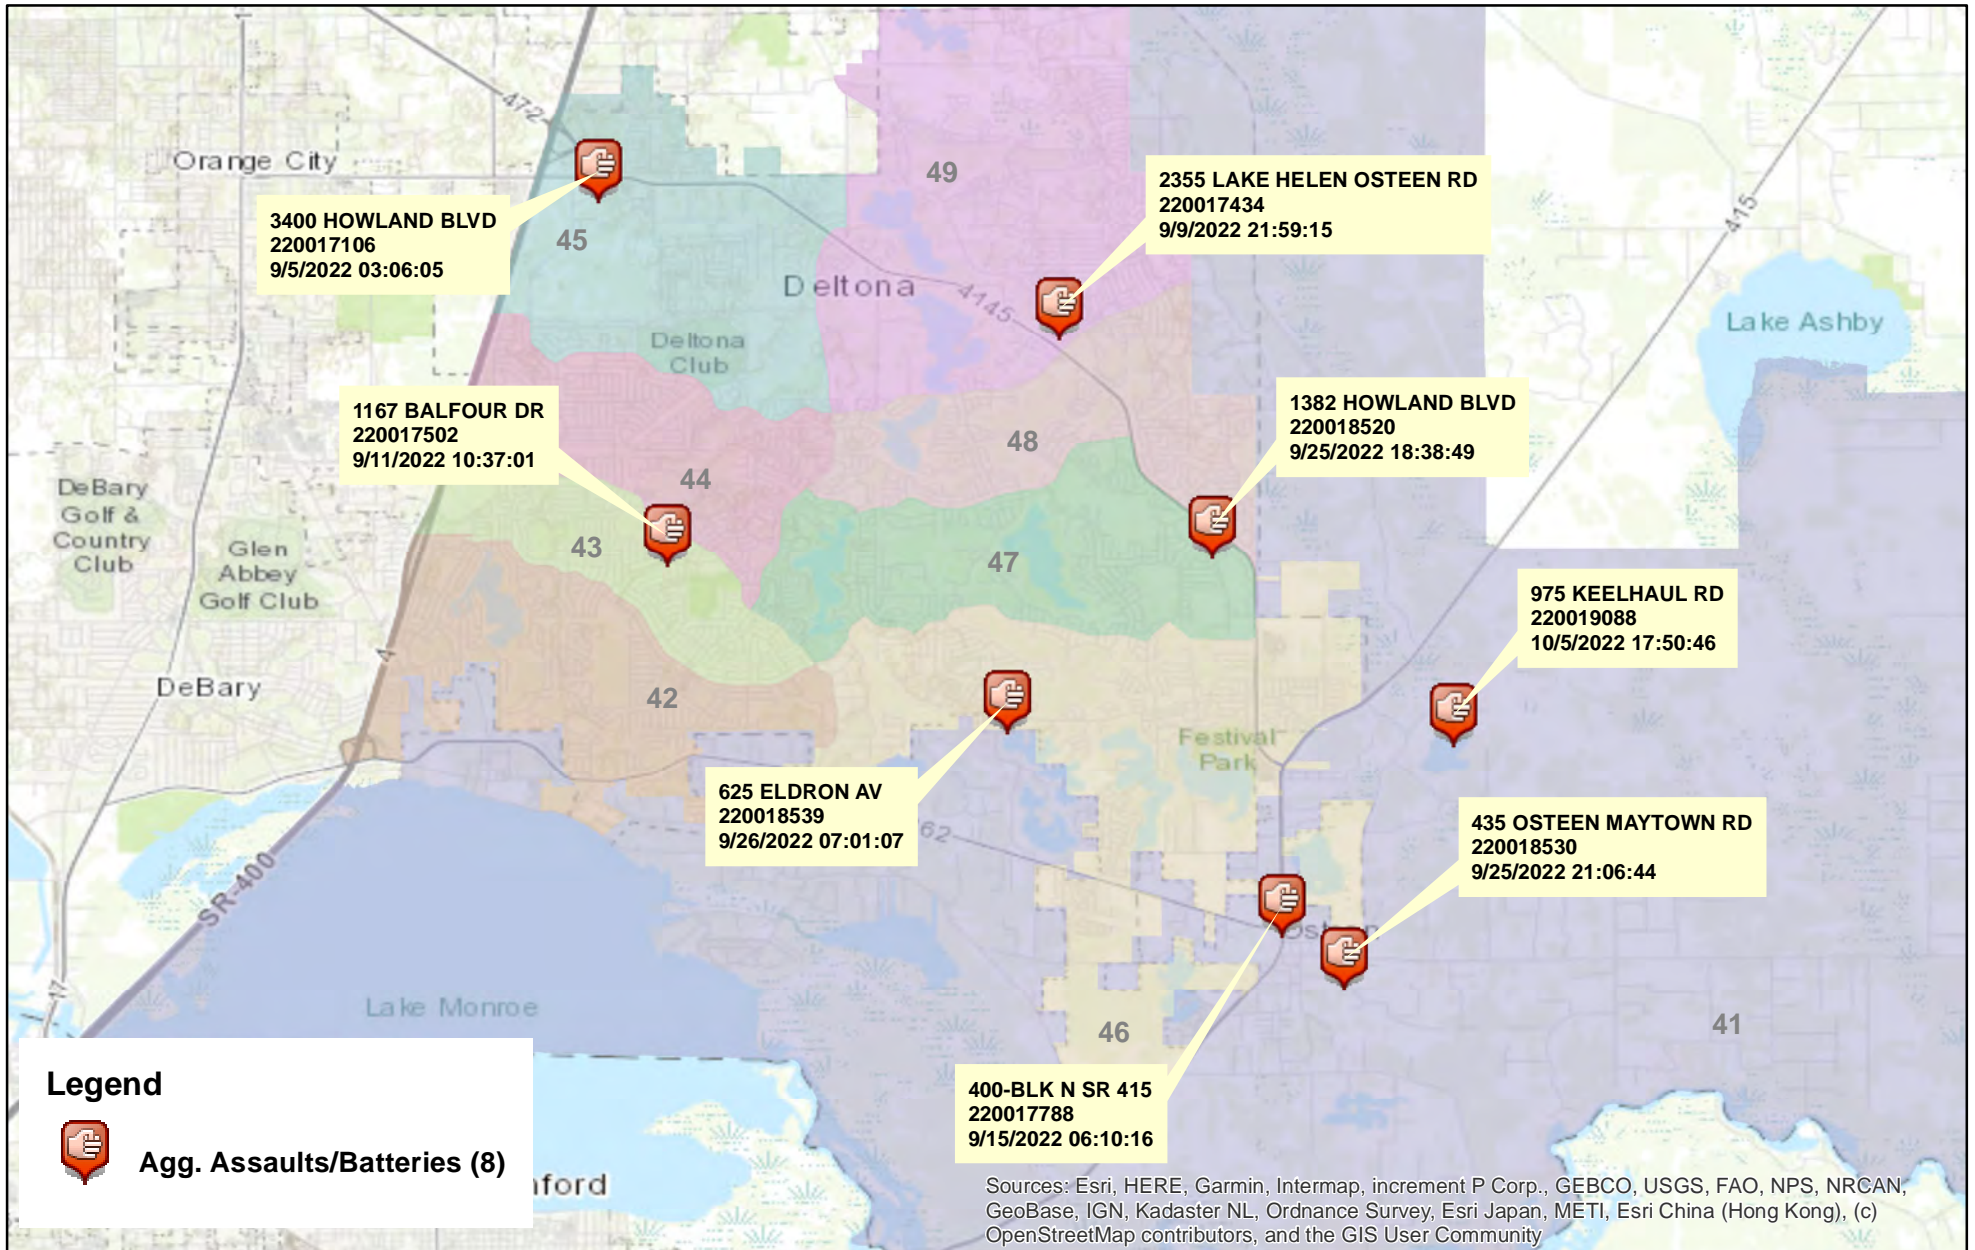 472
Orange City
49
2355 LAKE HELEN OSTEEN RD
220017434
9/9/2022 21:59:15
3400 HOWLAND BLVD
220017106
9/5/2022 03:06:05
45
415
Deltona
4145
Lake Ashby
Deltona
Club
1167 BALFOUR DR
220017502
9/11/2022 10:37:01
1382 HOWLAND BLVD
220018520
9/25/2022 18:38:49
48
44
DeBary
Golf &
Country
Club
Glen
Abbey
Golf Club
43
47
975 KEELHAUL RD
220019088
10/5/2022 17:50:46
4
DeBary
42
Festival
Park
625 ELDRON AV
220018539
9/26/2022 07:01:07
62
435 OSTEEN MAYTOWN RD
220018530
9/25/2022 21:06:44
SR-400
17
Lake Monroe
46
41
400-BLK N SR 415
220017788
9/15/2022 06:10:16
Legend
Agg. Assaults/Batteries (8)
nford
Sources: Esri, HERE, Garmin, Intermap, increment P Corp., GEBCO, USGS, FAO, NPS, NRCAN,
GeoBase, IGN, Kadaster NL, Ordnance Survey, Esri Japan, METI, Esri China (Hong Kong), (c)
OpenStreetMap contributors, and the GIS User Community